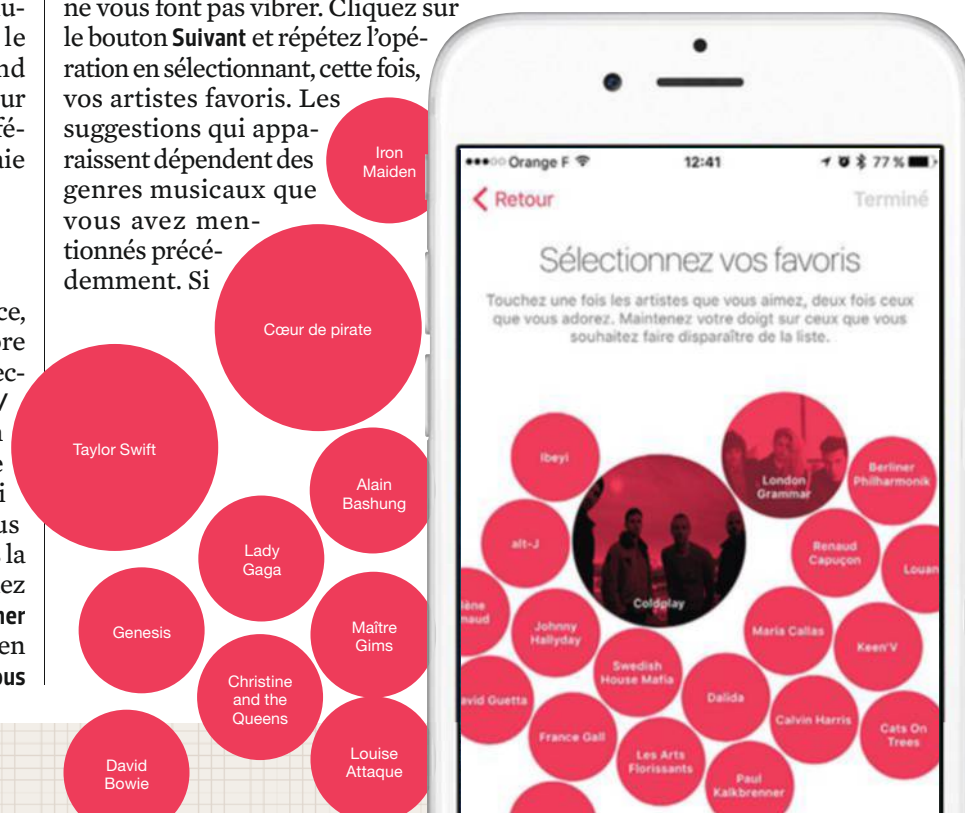 ne vous font pas vibrer. Cliquez sur
le bouton Suivant et répétez l'opé-
ration en sélectionnant, cette fois,
vos artistes favoris. Les
suggestions qui appa-
raissent dépendent des
genres musicaux que
vous avez men-
tionnés précé-
demment. Si
Iron
Maiden
Cœur de pirate
Taylor Swift
Alain
Bashung
Lady
Gaga
Genesis
Maître
Gims
Christine
and the
Queens
David
Bowie
Louise
Attaque
Orange F 12:41 77 %
Retour Terminé
Sélectionnez vos favoris
Touchez une fois les artistes que vous aimez, deux fois ceux
que vous adorez. Maintenez votre doigt sur ceux que vous
souhaitez faire disparaître de la liste.
Ibeyi
London
Grammar
Berliner
Philharmonik
alt-J
Coldplay
Renaud
Capuçon
Louan
Johnny
Hallyday
Maria Callas
Keen'V
Swedish
House Mafia
avid Guetta
Dalida
France Gall
Calvin Harris
Cats On
Trees
Les Arts
Florissants
Paul
Kalkbrenner